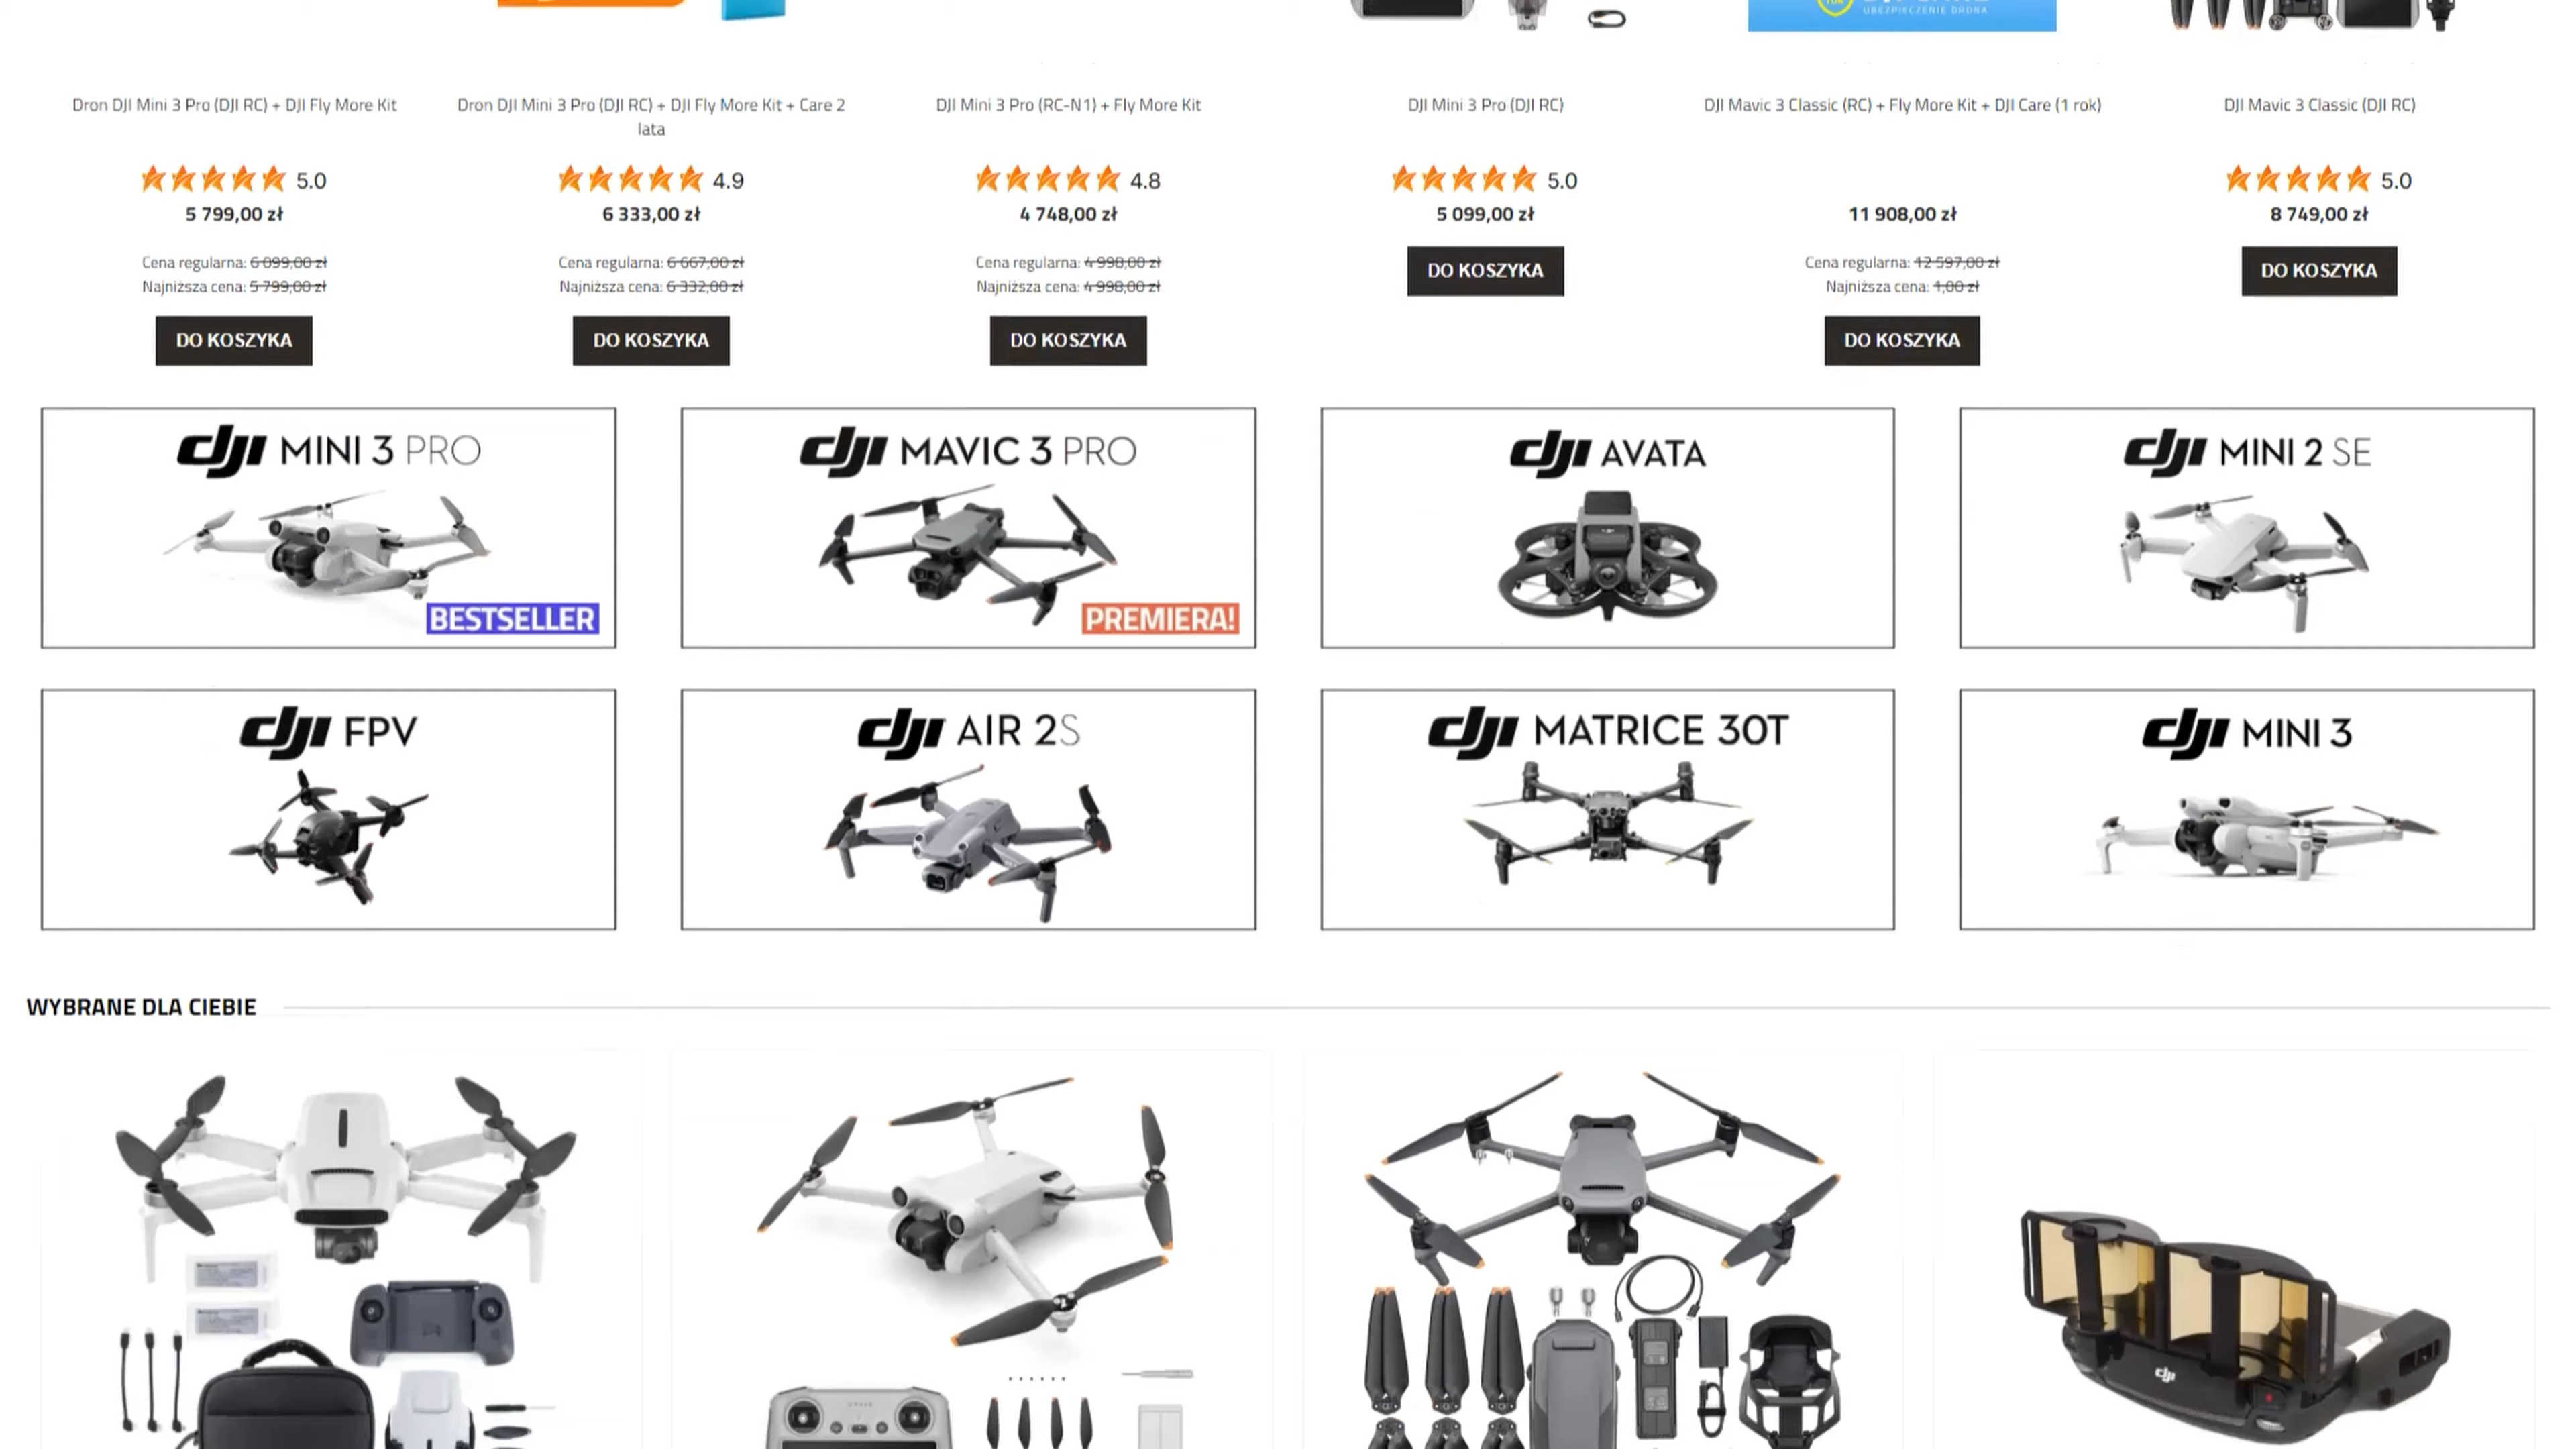 UBEZPIECZENIE DRONA
Dron DJI Mini 3 Pro (DJI RC) + DJI Fly More Kit
5.0
5 799,00 zł
Cena regularna: 6 099,00 zł
Najniższa cena: 5 799,00 zł
DO KOSZYKA
Dron DJI Mini 3 Pro (DJI RC) + DJI Fly More Kit + Care 2
lata
4.9
6 333,00 zł
Cena regularna: 6 667,00 zł
Najniższa cena: 6 332,00 zł
DO KOSZYKA
DJI Mini 3 Pro (RC-N1) + Fly More Kit
4.8
4 748,00 zł
Cena regularna: 4 998,00 zł
Najniższa cena: 4 998,00 zł
DO KOSZYKA
DJI Mini 3 Pro (DJI RC)
5.0
5 099,00 zł
DO KOSZYKA
DJI Mavic 3 Classic (RC) + Fly More Kit + DJI Care (1 rok)
11 908,00 zł
Cena regularna: 12 597,00 zł
Najniższa cena: 1,00 zł
DO KOSZYKA
DJI Mavic 3 Classic (DJI RC)
5.0
8 749,00 zł
DO KOSZYKA
dji MINI 3 PRO
BESTSELLER
dji MAVIC 3 PRO
PREMIERA!
dji AVATA
dji MINI 2 SE
dji FPV
dji AIR 2S
dji MATRICE 30T
dji MINI 3
WYBRANE DLA CIEBIE
dji